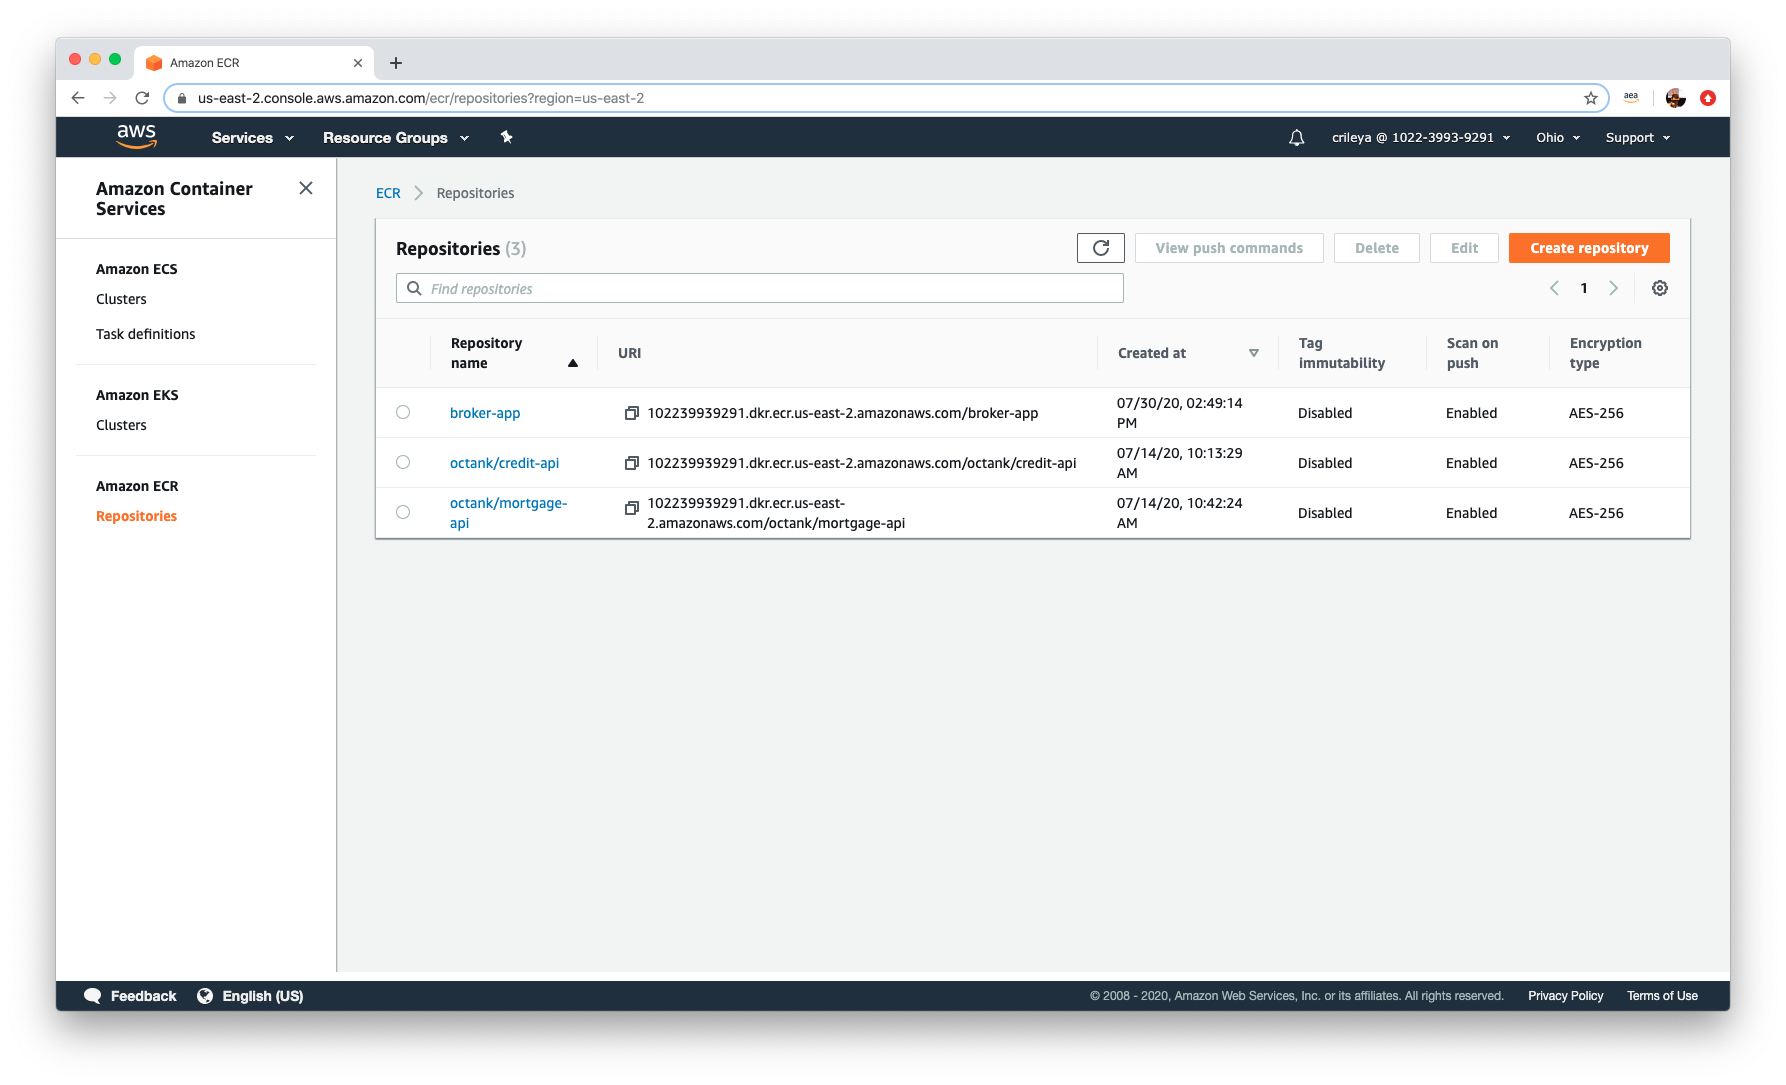 Amazon ECR
us-east-2.console.aws.amazon.com/ecr/repositories?region=us-east-2
aea
aws
Services
Resource Groups
crileya @ 1022-3993-9291
Ohio
Support
Amazon Container
Services
Amazon ECS
Clusters
Task definitions
Amazon EKS
Clusters
Amazon ECR
Repositories
ECR
Repositories
Repositories (3)
View push commands
Delete
Edit
Create repository
Find repositories
1
Repository
name
URI
Created at
Tag
immutability
Scan on
push
Encryption
type
broker-app
102239939291.dkr.ecr.us-east-2.amazonaws.com/broker-app
07/30/20, 02:49:14
PM
Disabled
Enabled
AES-256
octank/credit-api
102239939291.dkr.ecr.us-east-2.amazonaws.com/octank/credit-api
07/14/20, 10:13:29
AM
Disabled
Enabled
AES-256
octank/mortgage-
api
102239939291.dkr.ecr.us-east-
2.amazonaws.com/octank/mortgage-api
07/14/20, 10:42:24
AM
Disabled
Enabled
AES-256
Feedback
English (US)
© 2008 - 2020, Amazon Web Services, Inc. or its affiliates. All rights reserved.
Privacy Policy
Terms of Use